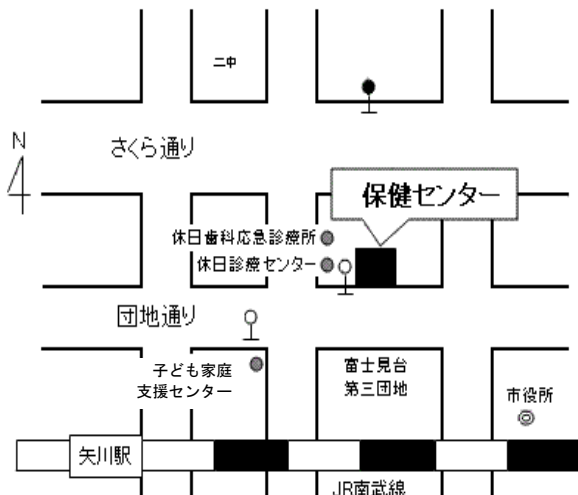 二中
N
さくら通り
保健センター
休日歯科応急診療所
休日診療センター
団地通り
子ども家庭
支援センター
富士見台
第三団地
市役所
矢川駅
JR南武線